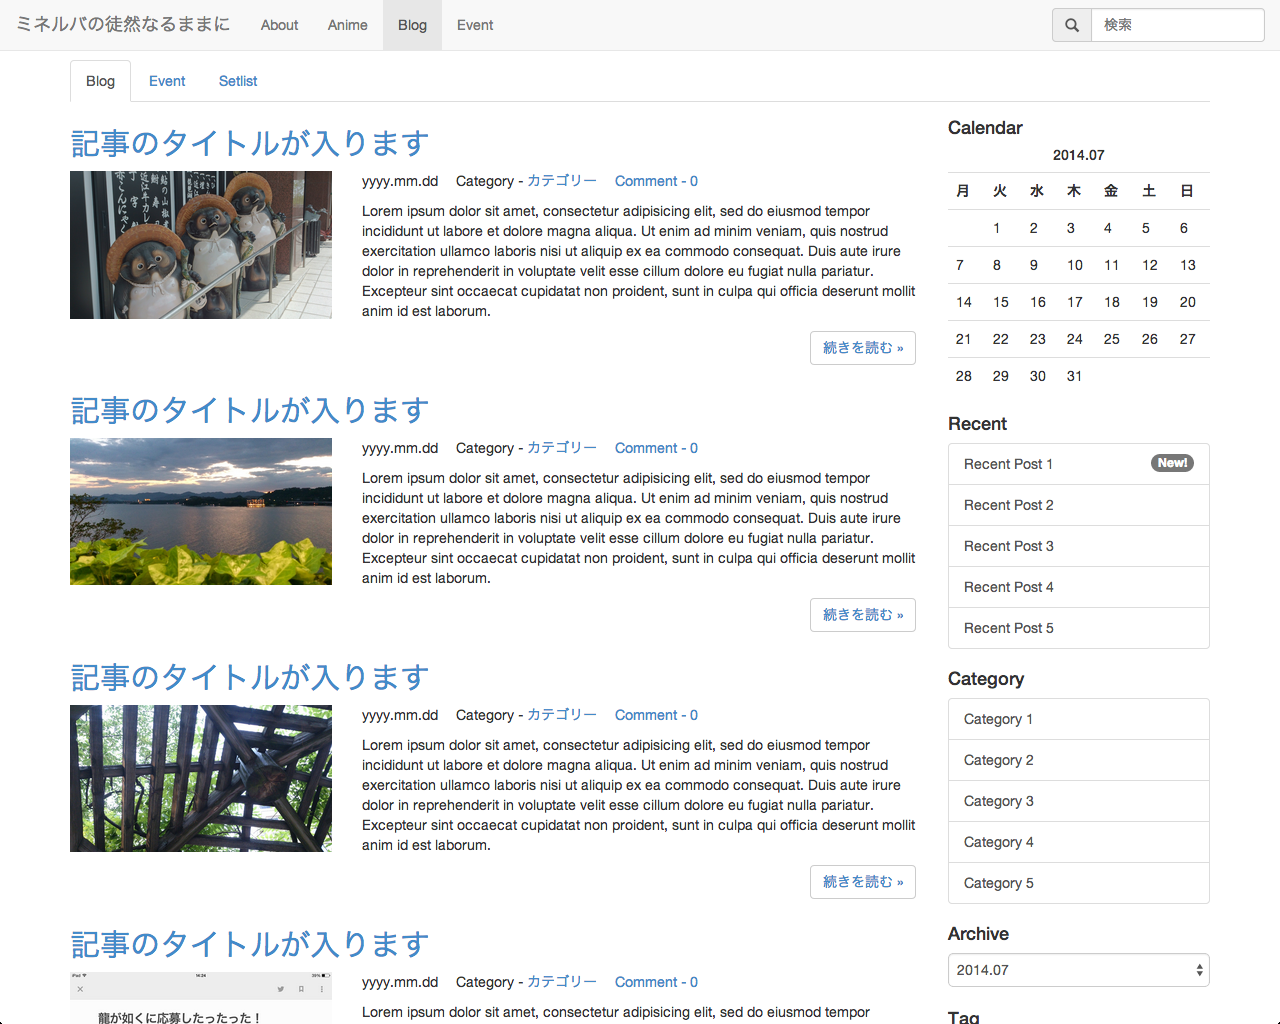 ミネルバの徒然なるままに About Anime Blog Event 検索
Blog Event Setlist
記事のタイトルが入ります
yyyy.mm.dd Category - カテゴリー Comment - 0
Lorem ipsum dolor sit amet, consectetur adipisicing elit, sed do eiusmod tempor
incididunt ut labore et dolore magna aliqua. Ut enim ad minim veniam, quis nostrud
exercitation ullamco laboris nisi ut aliquip ex ea commodo consequat. Duis aute irure
dolor in reprehenderit in voluptate velit esse cillum dolore eu fugiat nulla pariatur.
Excepteur sint occaecat cupidatat non proident, sunt in culpa qui officia deserunt mollit
anim id est laborum.
続きを読む »
記事のタイトルが入ります
yyyy.mm.dd Category - カテゴリー Comment - 0
Lorem ipsum dolor sit amet, consectetur adipisicing elit, sed do eiusmod tempor
incididunt ut labore et dolore magna aliqua. Ut enim ad minim veniam, quis nostrud
exercitation ullamco laboris nisi ut aliquip ex ea commodo consequat. Duis aute irure
dolor in reprehenderit in voluptate velit esse cillum dolore eu fugiat nulla pariatur.
Excepteur sint occaecat cupidatat non proident, sunt in culpa qui officia deserunt mollit
anim id est laborum.
続きを読む »
記事のタイトルが入ります
yyyy.mm.dd Category - カテゴリー Comment - 0
Lorem ipsum dolor sit amet, consectetur adipisicing elit, sed do eiusmod tempor
incididunt ut labore et dolore magna aliqua. Ut enim ad minim veniam, quis nostrud
exercitation ullamco laboris nisi ut aliquip ex ea commodo consequat. Duis aute irure
dolor in reprehenderit in voluptate velit esse cillum dolore eu fugiat nulla pariatur.
Excepteur sint occaecat cupidatat non proident, sunt in culpa qui officia deserunt mollit
anim id est laborum.
続きを読む »
記事のタイトルが入ります
iPad 14:24 39%
龍が如くに応募したったった！
yyyy.mm.dd Category - カテゴリー Comment - 0
Lorem ipsum dolor sit amet, consectetur adipisicing elit, sed do eiusmod tempor
Calendar
2014.07
月 火 水 木 金 土 日
1 2 3 4 5 6
7 8 9 10 11 12 13
14 15 16 17 18 19 20
21 22 23 24 25 26 27
28 29 30 31
Recent
Recent Post 1 New!
Recent Post 2
Recent Post 3
Recent Post 4
Recent Post 5
Category
Category 1
Category 2
Category 3
Category 4
Category 5
Archive
2014.07
Tag